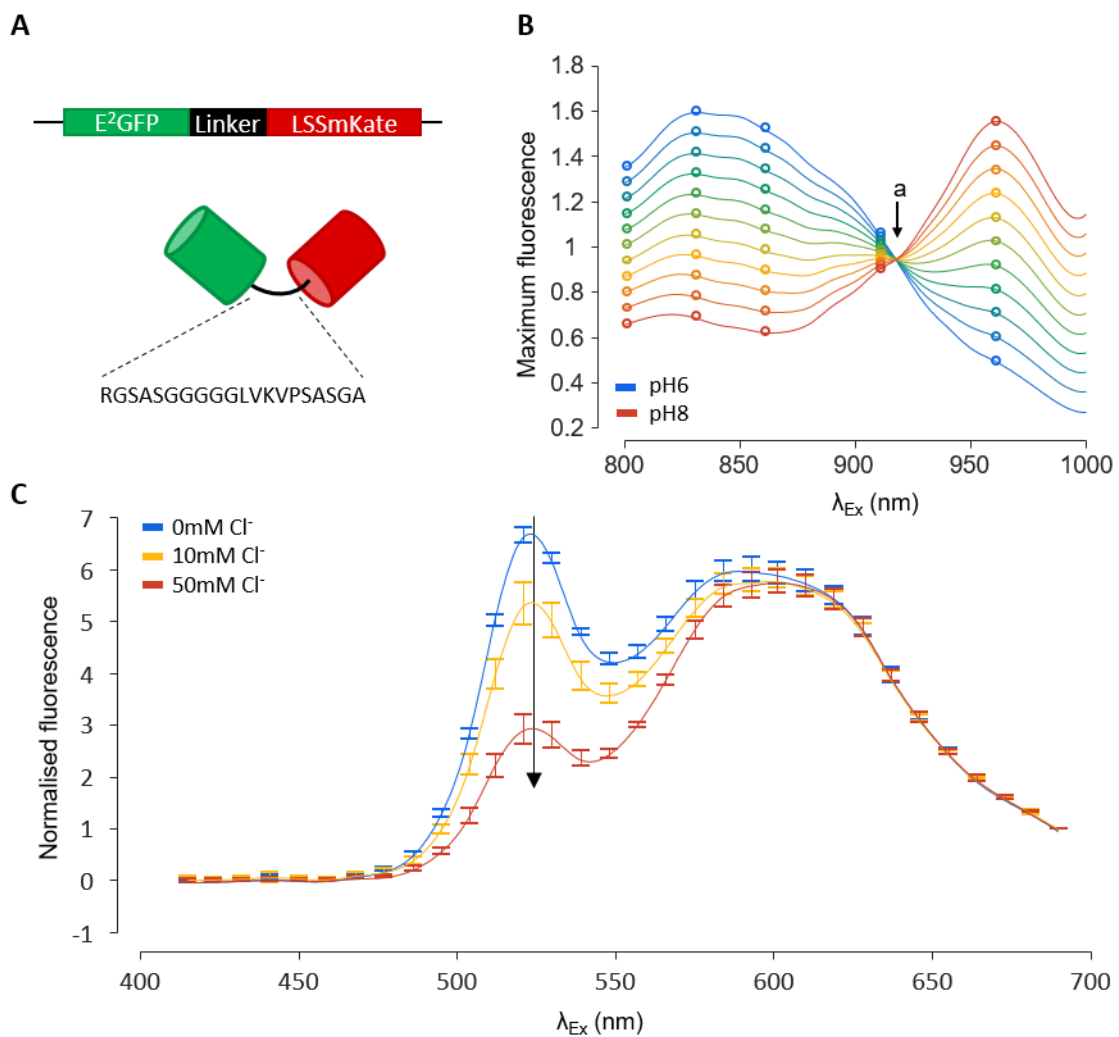 A
E²GFP Linker LSSmKate
RGSASGGGGGLVKVPSASGA
B
Maximum fluorescence
1.8
1.6
1.4
1.2
1
0.8
0.6
0.4
0.2
a
pH6
pH8
800 850 900 950 1000
λEx (nm)
C
Normalised fluorescence
7
6
5
4
3
2
1
0
-1
0mM Cl⁻
10mM Cl⁻
50mM Cl⁻
400 450 500 550 600 650 700
λEx (nm)